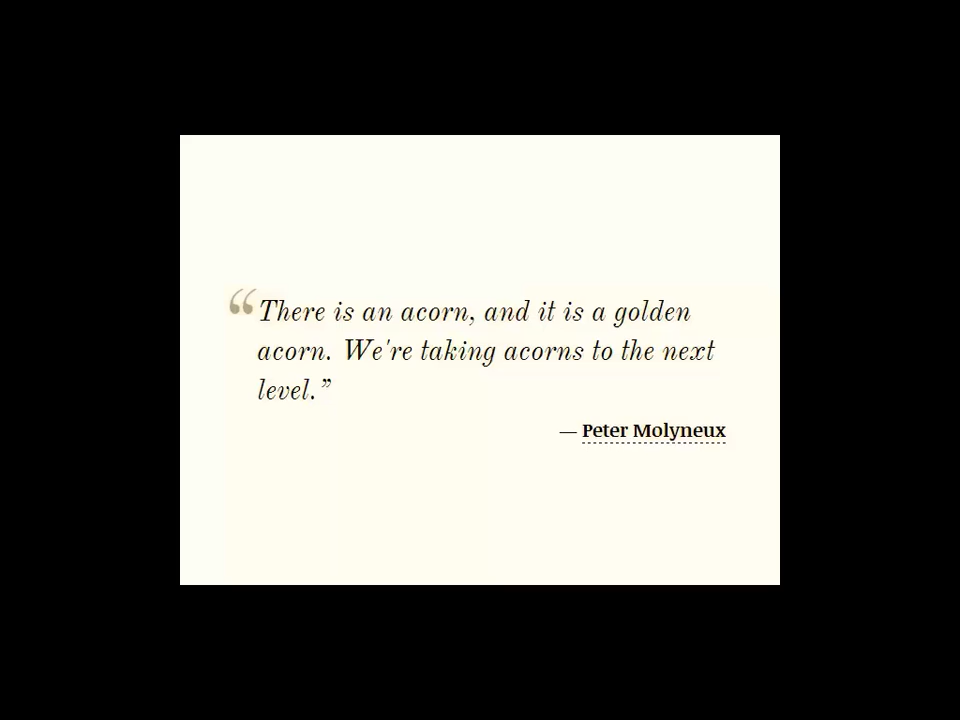 “There is an acorn, and it is a golden
acorn. We're taking acorns to the next
level.”
— Peter Molyneux